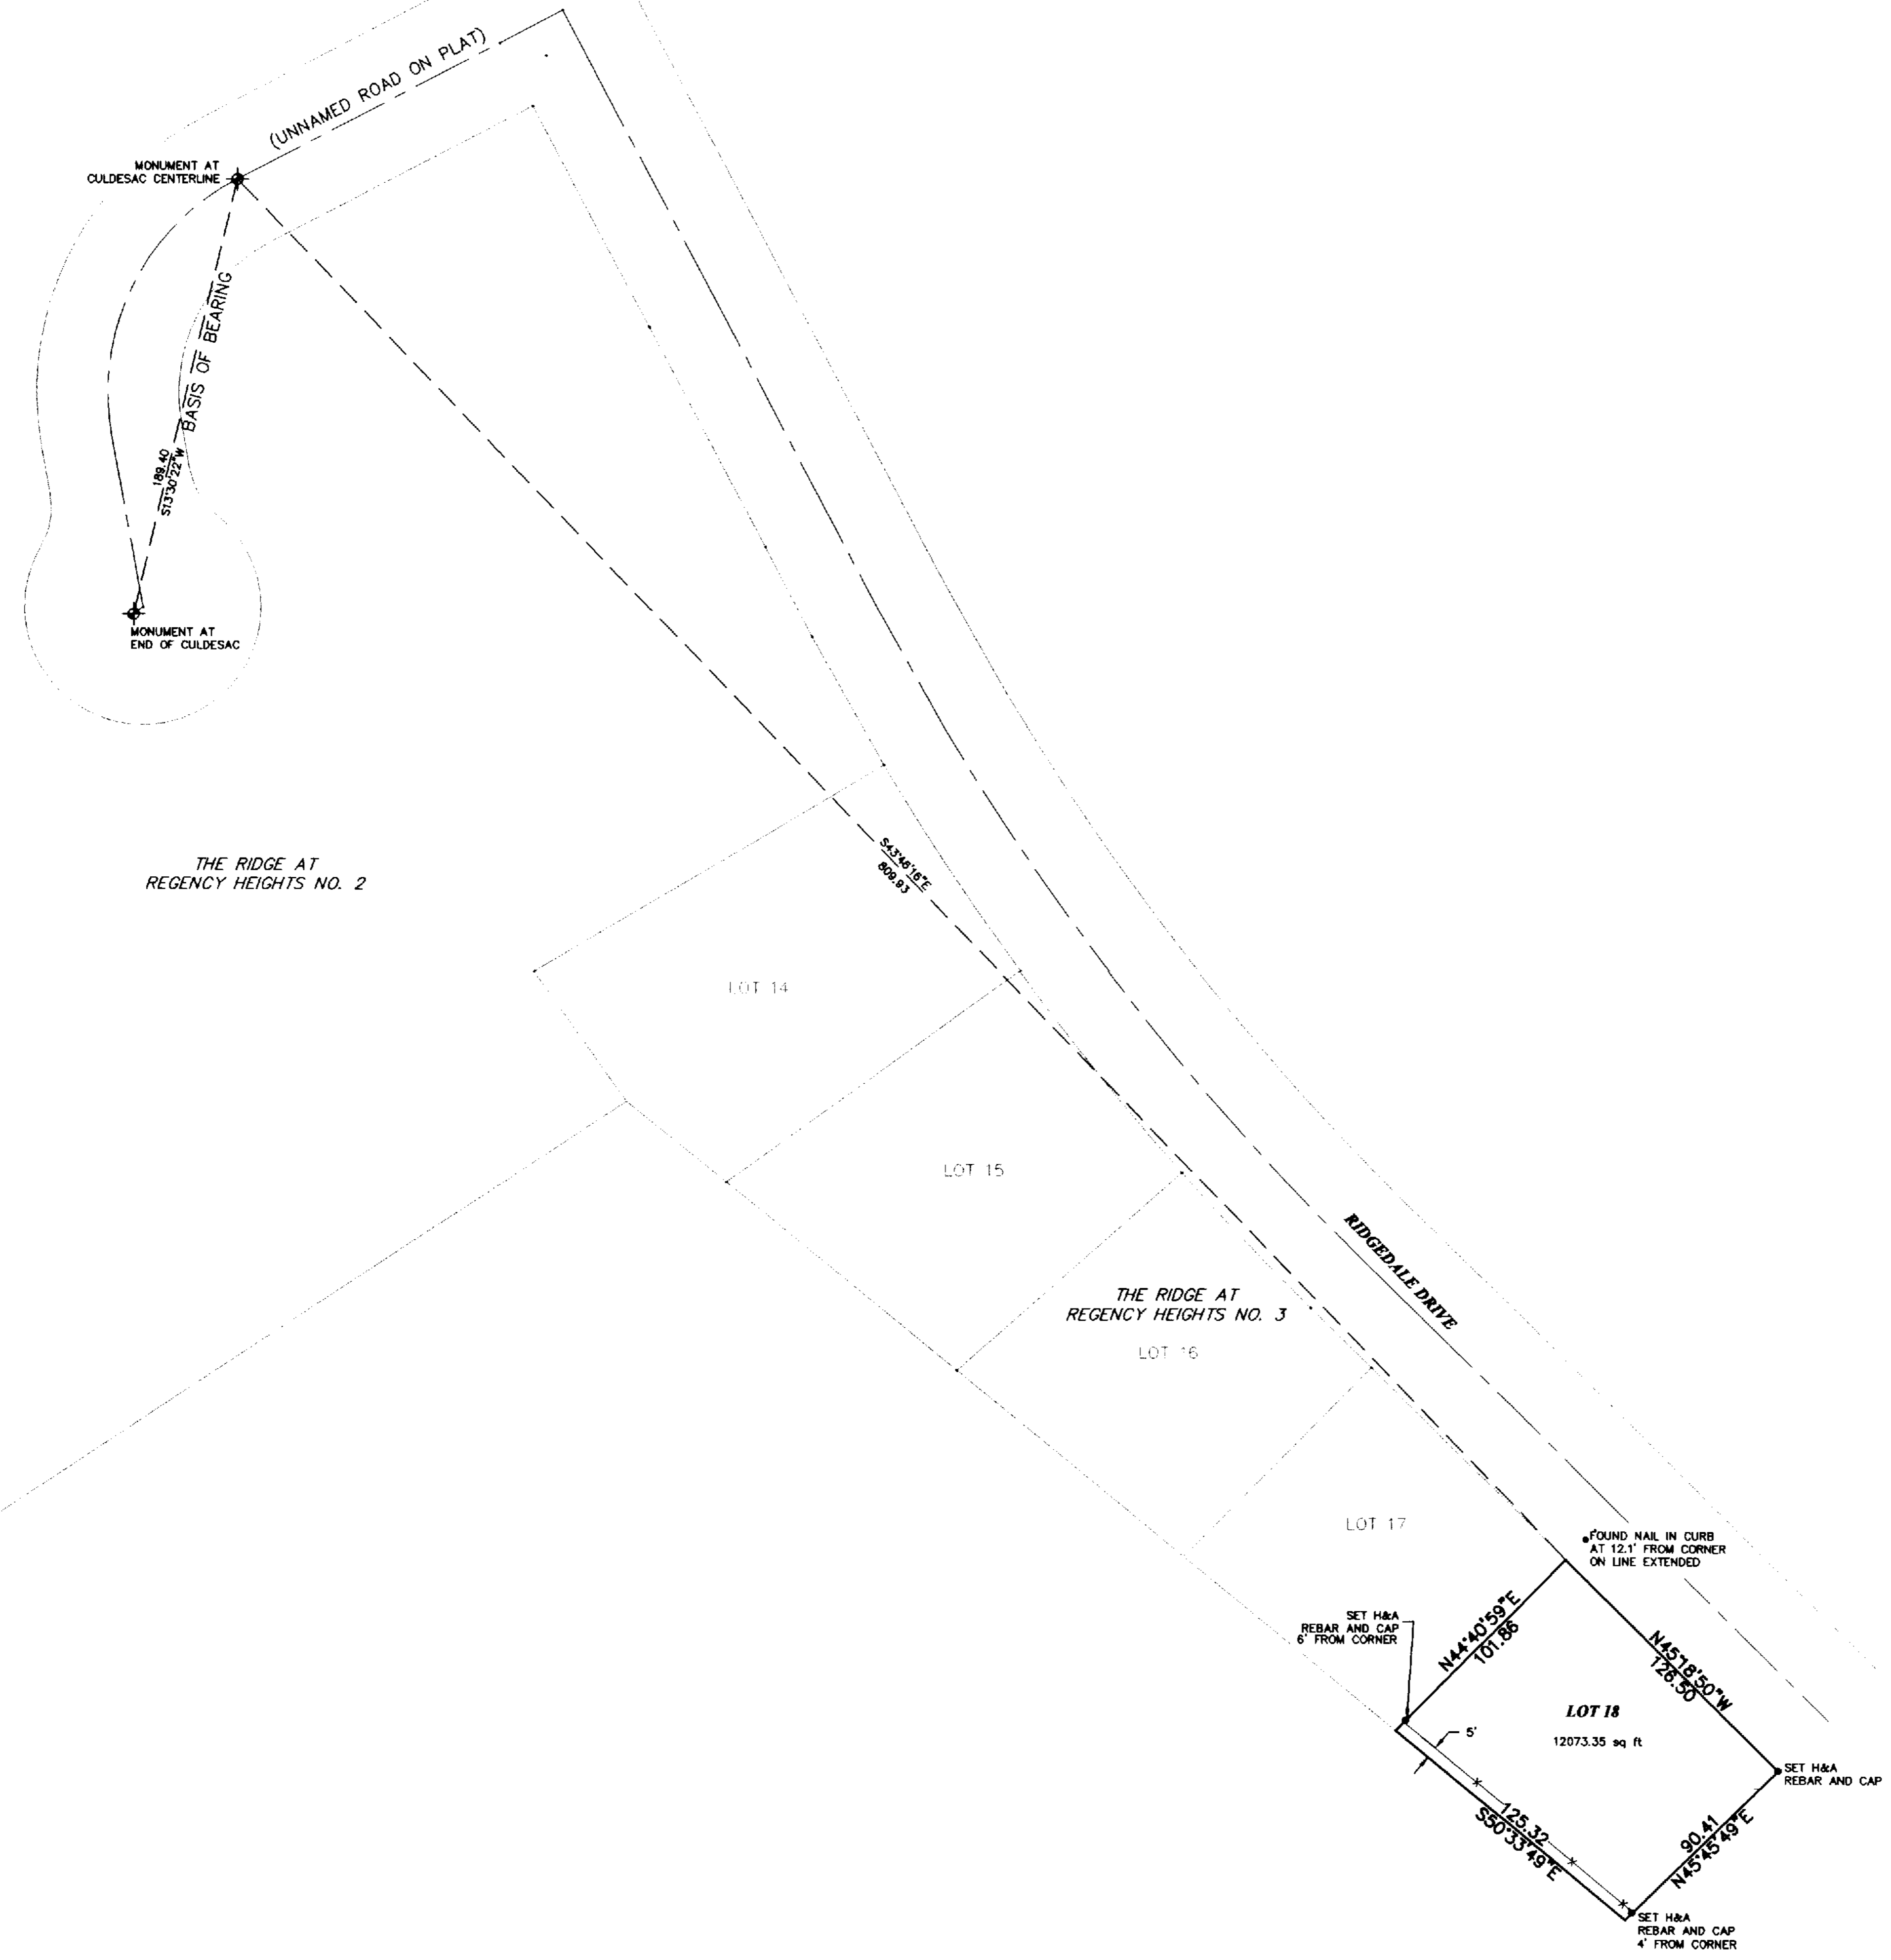 (UNNAMED ROAD ON PLAT)
MONUMENT AT
CULDESAC CENTERLINE
BASIS OF BEARING
189.40
S13°30'22"W
MONUMENT AT
END OF CULDESAC
THE RIDGE AT
REGENCY HEIGHTS NO. 2
S43°46'16"E
809.93
LOT 14
LOT 15
THE RIDGE AT
REGENCY HEIGHTS NO. 3
LOT 16
RIDGEDALE DRIVE
LOT 17
FOUND NAIL IN CURB
AT 12.1' FROM CORNER
ON LINE EXTENDED
SET H&A
REBAR AND CAP
6' FROM CORNER
N44°40'59"E
101.86
N45°18'50"W
126.50
LOT 18
12073.35 sq ft
5'
SET H&A
REBAR AND CAP
125.32
S50°33'49"E
90.41
N45°45'49"E
SET H&A
REBAR AND CAP
4' FROM CORNER